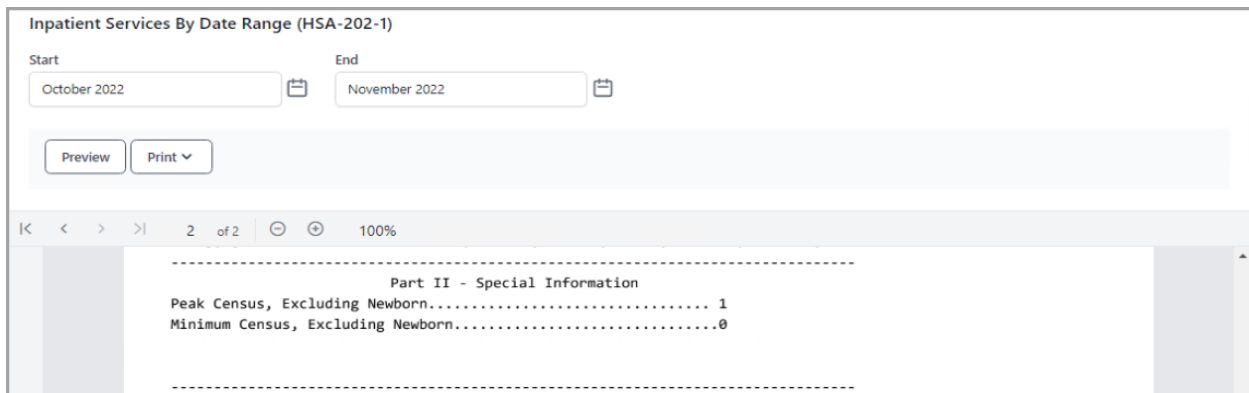 Inpatient Services By Date Range (HSA-202-1)
Start End
October 2022 November 2022
Preview Print
2 of 2 100%
--------------------------------------------------------------------------------
Part II - Special Information
Peak Census, Excluding Newborn................................. 1
Minimum Census, Excluding Newborn...............................0
--------------------------------------------------------------------------------